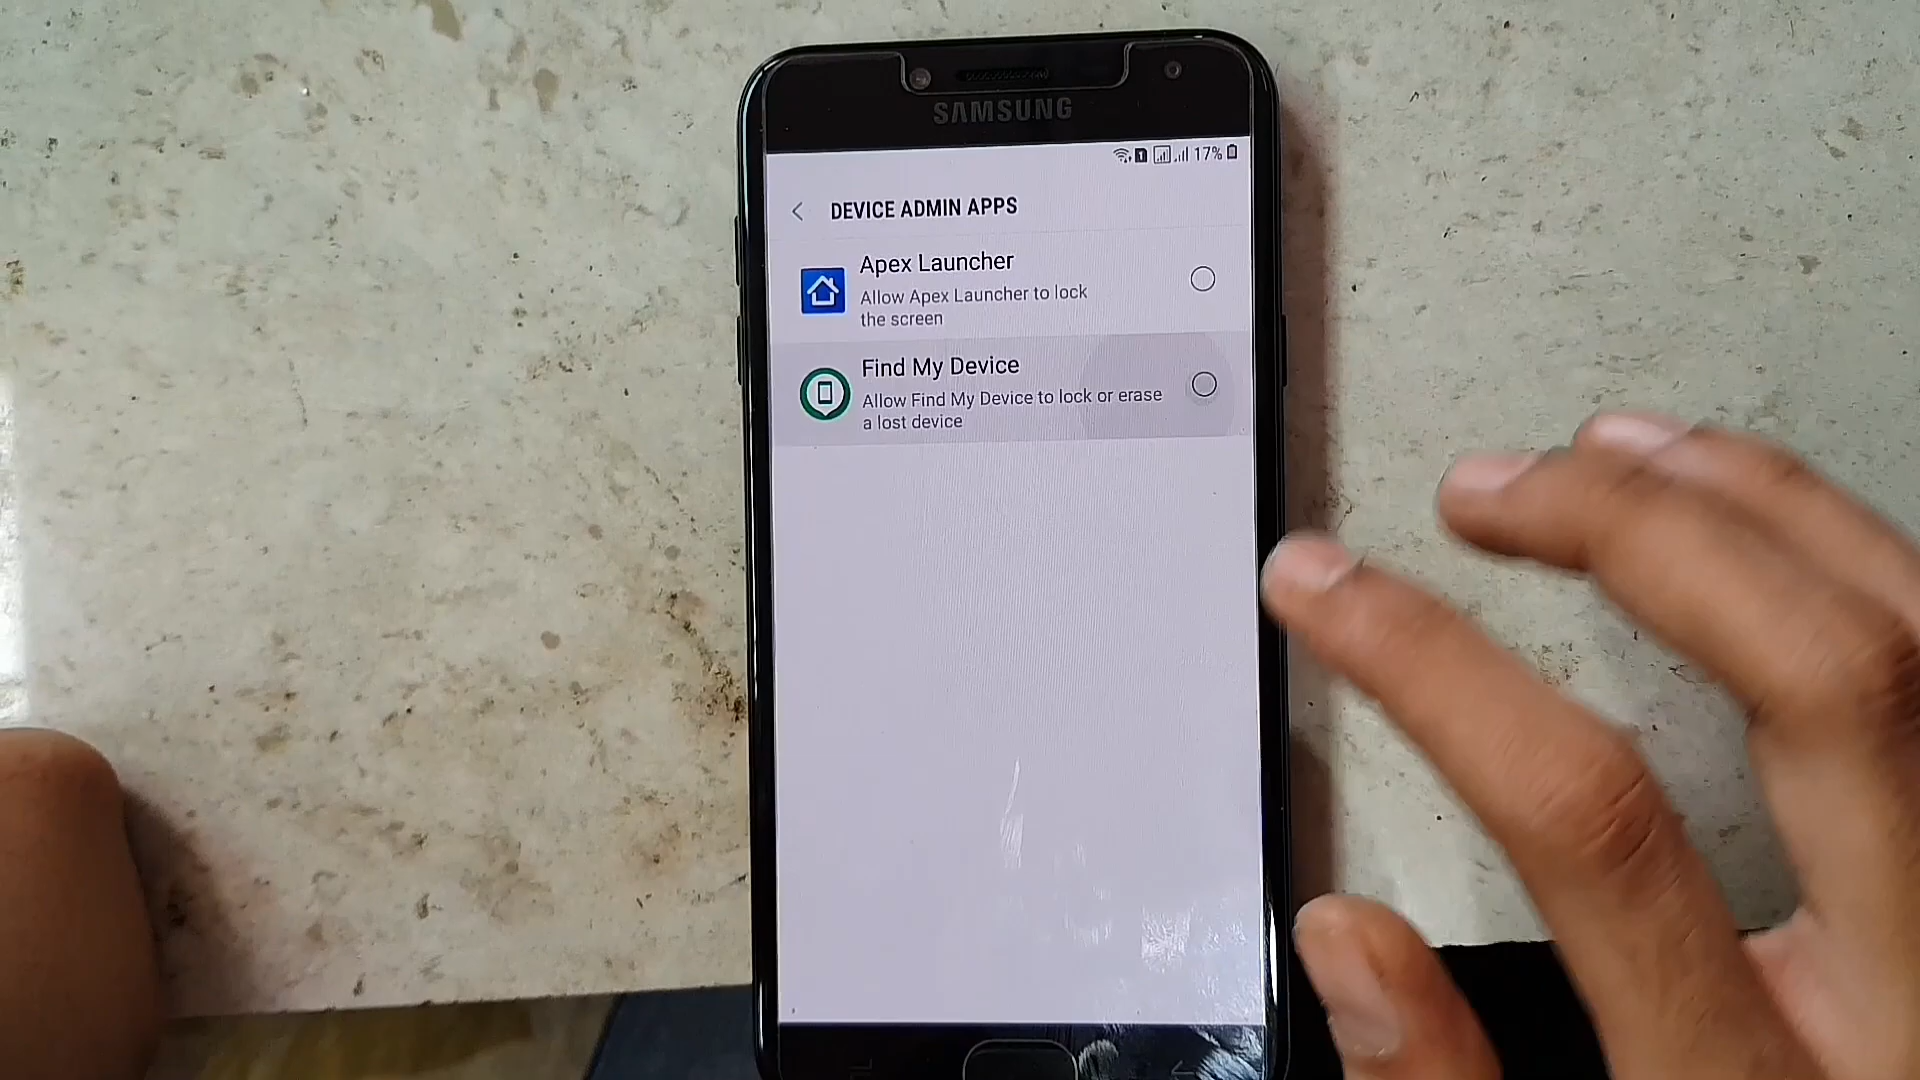 SAMSUNG
17%
DEVICE ADMIN APPS
Apex Launcher
Allow Apex Launcher to lock
the screen
Find My Device
Allow Find My Device to lock or erase
a lost device